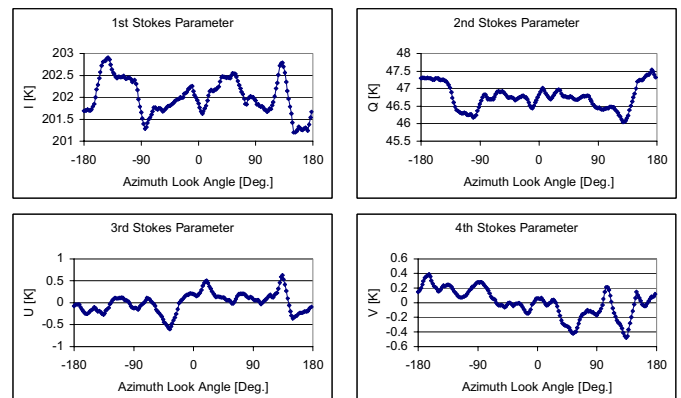 1st Stokes Parameter
203
202.5
202
201.5
201
I [K]
-180 -90 0 90 180
Azimuth Look Angle [Deg.]
2nd Stokes Parameter
48
47.5
47
46.5
46
45.5
Q [K]
-180 -90 0 90 180
Azimuth Look Angle [Deg.]
3rd Stokes Parameter
1
0.5
0
-0.5
-1
U [K]
-180 -90 0 90 180
Azimuth Look Angle [Deg.]
4th Stokes Parameter
0.6
0.4
0.2
0
-0.2
-0.4
-0.6
V [K]
-180 -90 0 90 180
Azimuth Look Angle [Deg.]